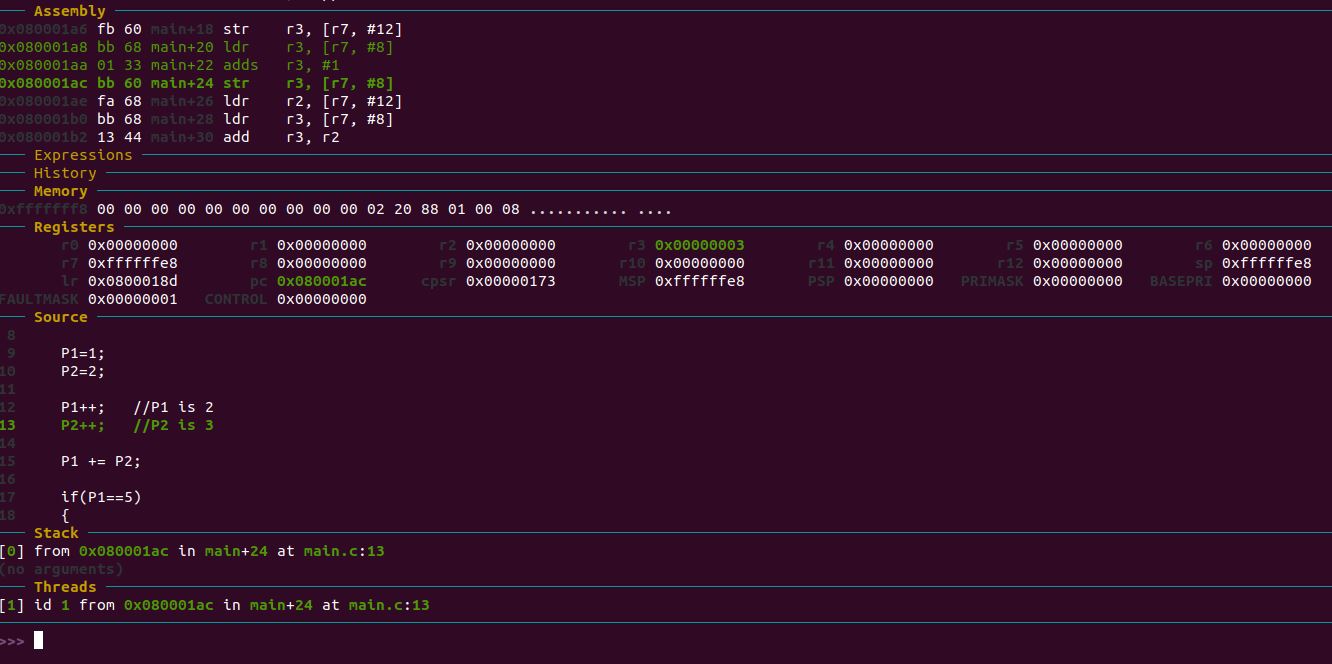 Assembly
0x080001a6 fb 60 main+18 str r3, [r7, #12]
0x080001a8 bb 68 main+20 ldr r3, [r7, #8]
0x080001aa 01 33 main+22 adds r3, #1
0x080001ac bb 60 main+24 str r3, [r7, #8]
0x080001ae fa 68 main+26 ldr r2, [r7, #12]
0x080001b0 bb 68 main+28 ldr r3, [r7, #8]
0x080001b2 13 44 main+30 add r3, r2
Expressions
History
Memory
0xfffffff8 00 00 00 00 00 00 00 00 00 00 02 20 88 01 00 08 ........... ....
Registers
r0 0x00000000 r1 0x00000000 r2 0x00000000 r3 0x00000003 r4 0x00000000 r5 0x00000000 r6 0x00000000
r7 0xffffffe8 r8 0x00000000 r9 0x00000000 r10 0x00000000 r11 0x00000000 r12 0x00000000 sp 0xffffffe8
lr 0x0800018d pc 0x080001ac cpsr 0x00000173 MSP 0xffffffe8 PSP 0x00000000 PRIMASK 0x00000000 BASEPRI 0x00000000
FAULTMASK 0x00000001 CONTROL 0x00000000
Source
8
9 P1=1;
10 P2=2;
11
12 P1++; //P1 is 2
13 P2++; //P2 is 3
14
15 P1 += P2;
16
17 if(P1==5)
18 {
Stack
[0] from 0x080001ac in main+24 at main.c:13
(no arguments)
Threads
[1] id 1 from 0x080001ac in main+24 at main.c:13
>>>